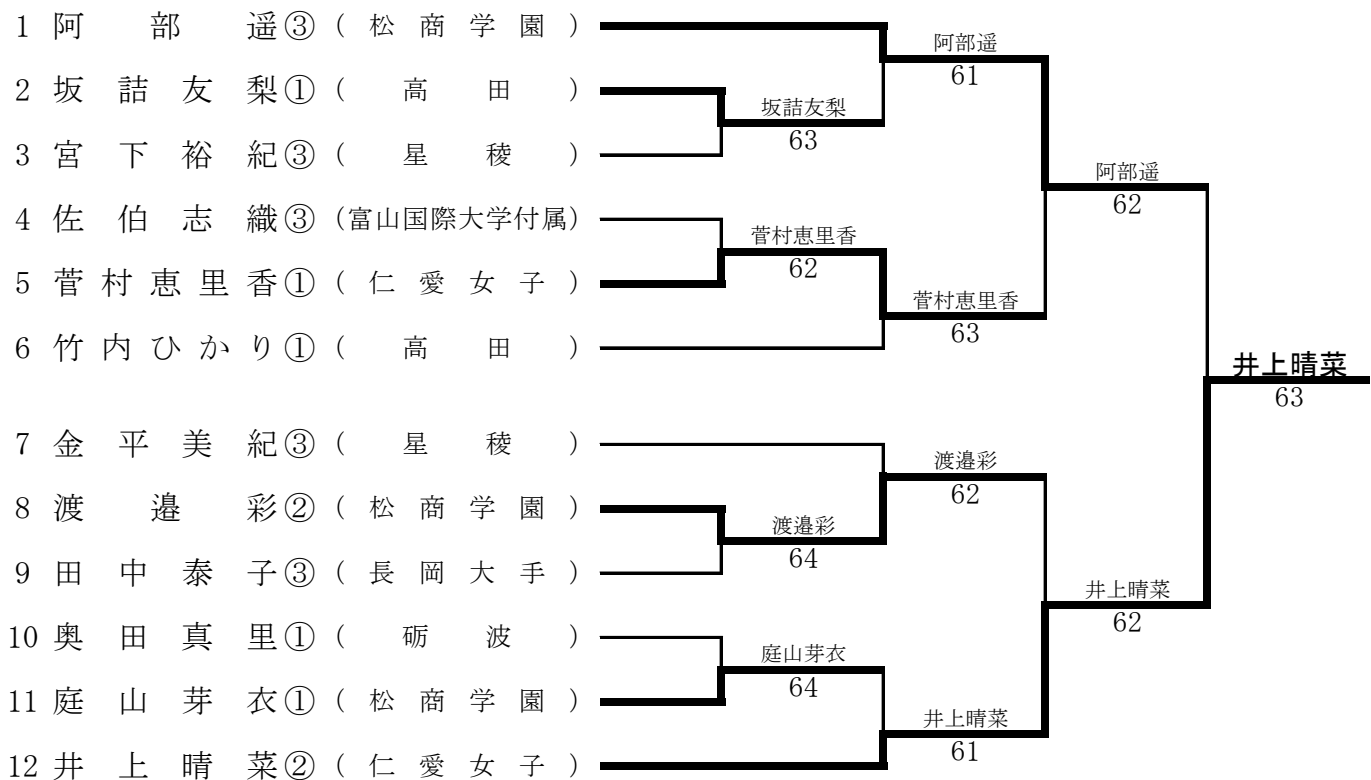 1 阿部遥③ (松商学園)
阿部遥
61
2 坂詰友梨① (高田)
坂詰友梨
63
3 宮下裕紀③ (星稜)
阿部遥
62
4 佐伯志織③ (富山国際大学付属)
菅村恵里香
62
5 菅村恵里香① (仁愛女子)
菅村恵里香
63
6 竹内ひかり① (高田)
井上晴菜
63
7 金平美紀③ (星稜)
渡邉彩
62
8 渡邉彩② (松商学園)
渡邉彩
64
9 田中泰子③ (長岡大手)
井上晴菜
62
10 奥田真里① (砺波)
庭山芽衣
64
11 庭山芽衣① (松商学園)
井上晴菜
61
12 井上晴菜② (仁愛女子)